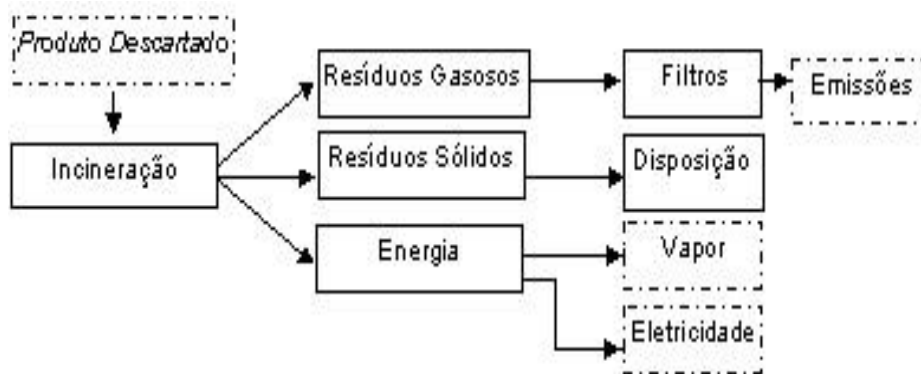 Produto Descartado
Resíduos Gasosos
Filtros
Emissões
Incineração
Resíduos Sólidos
Disposição
Energia
Vapor
Eletricidade